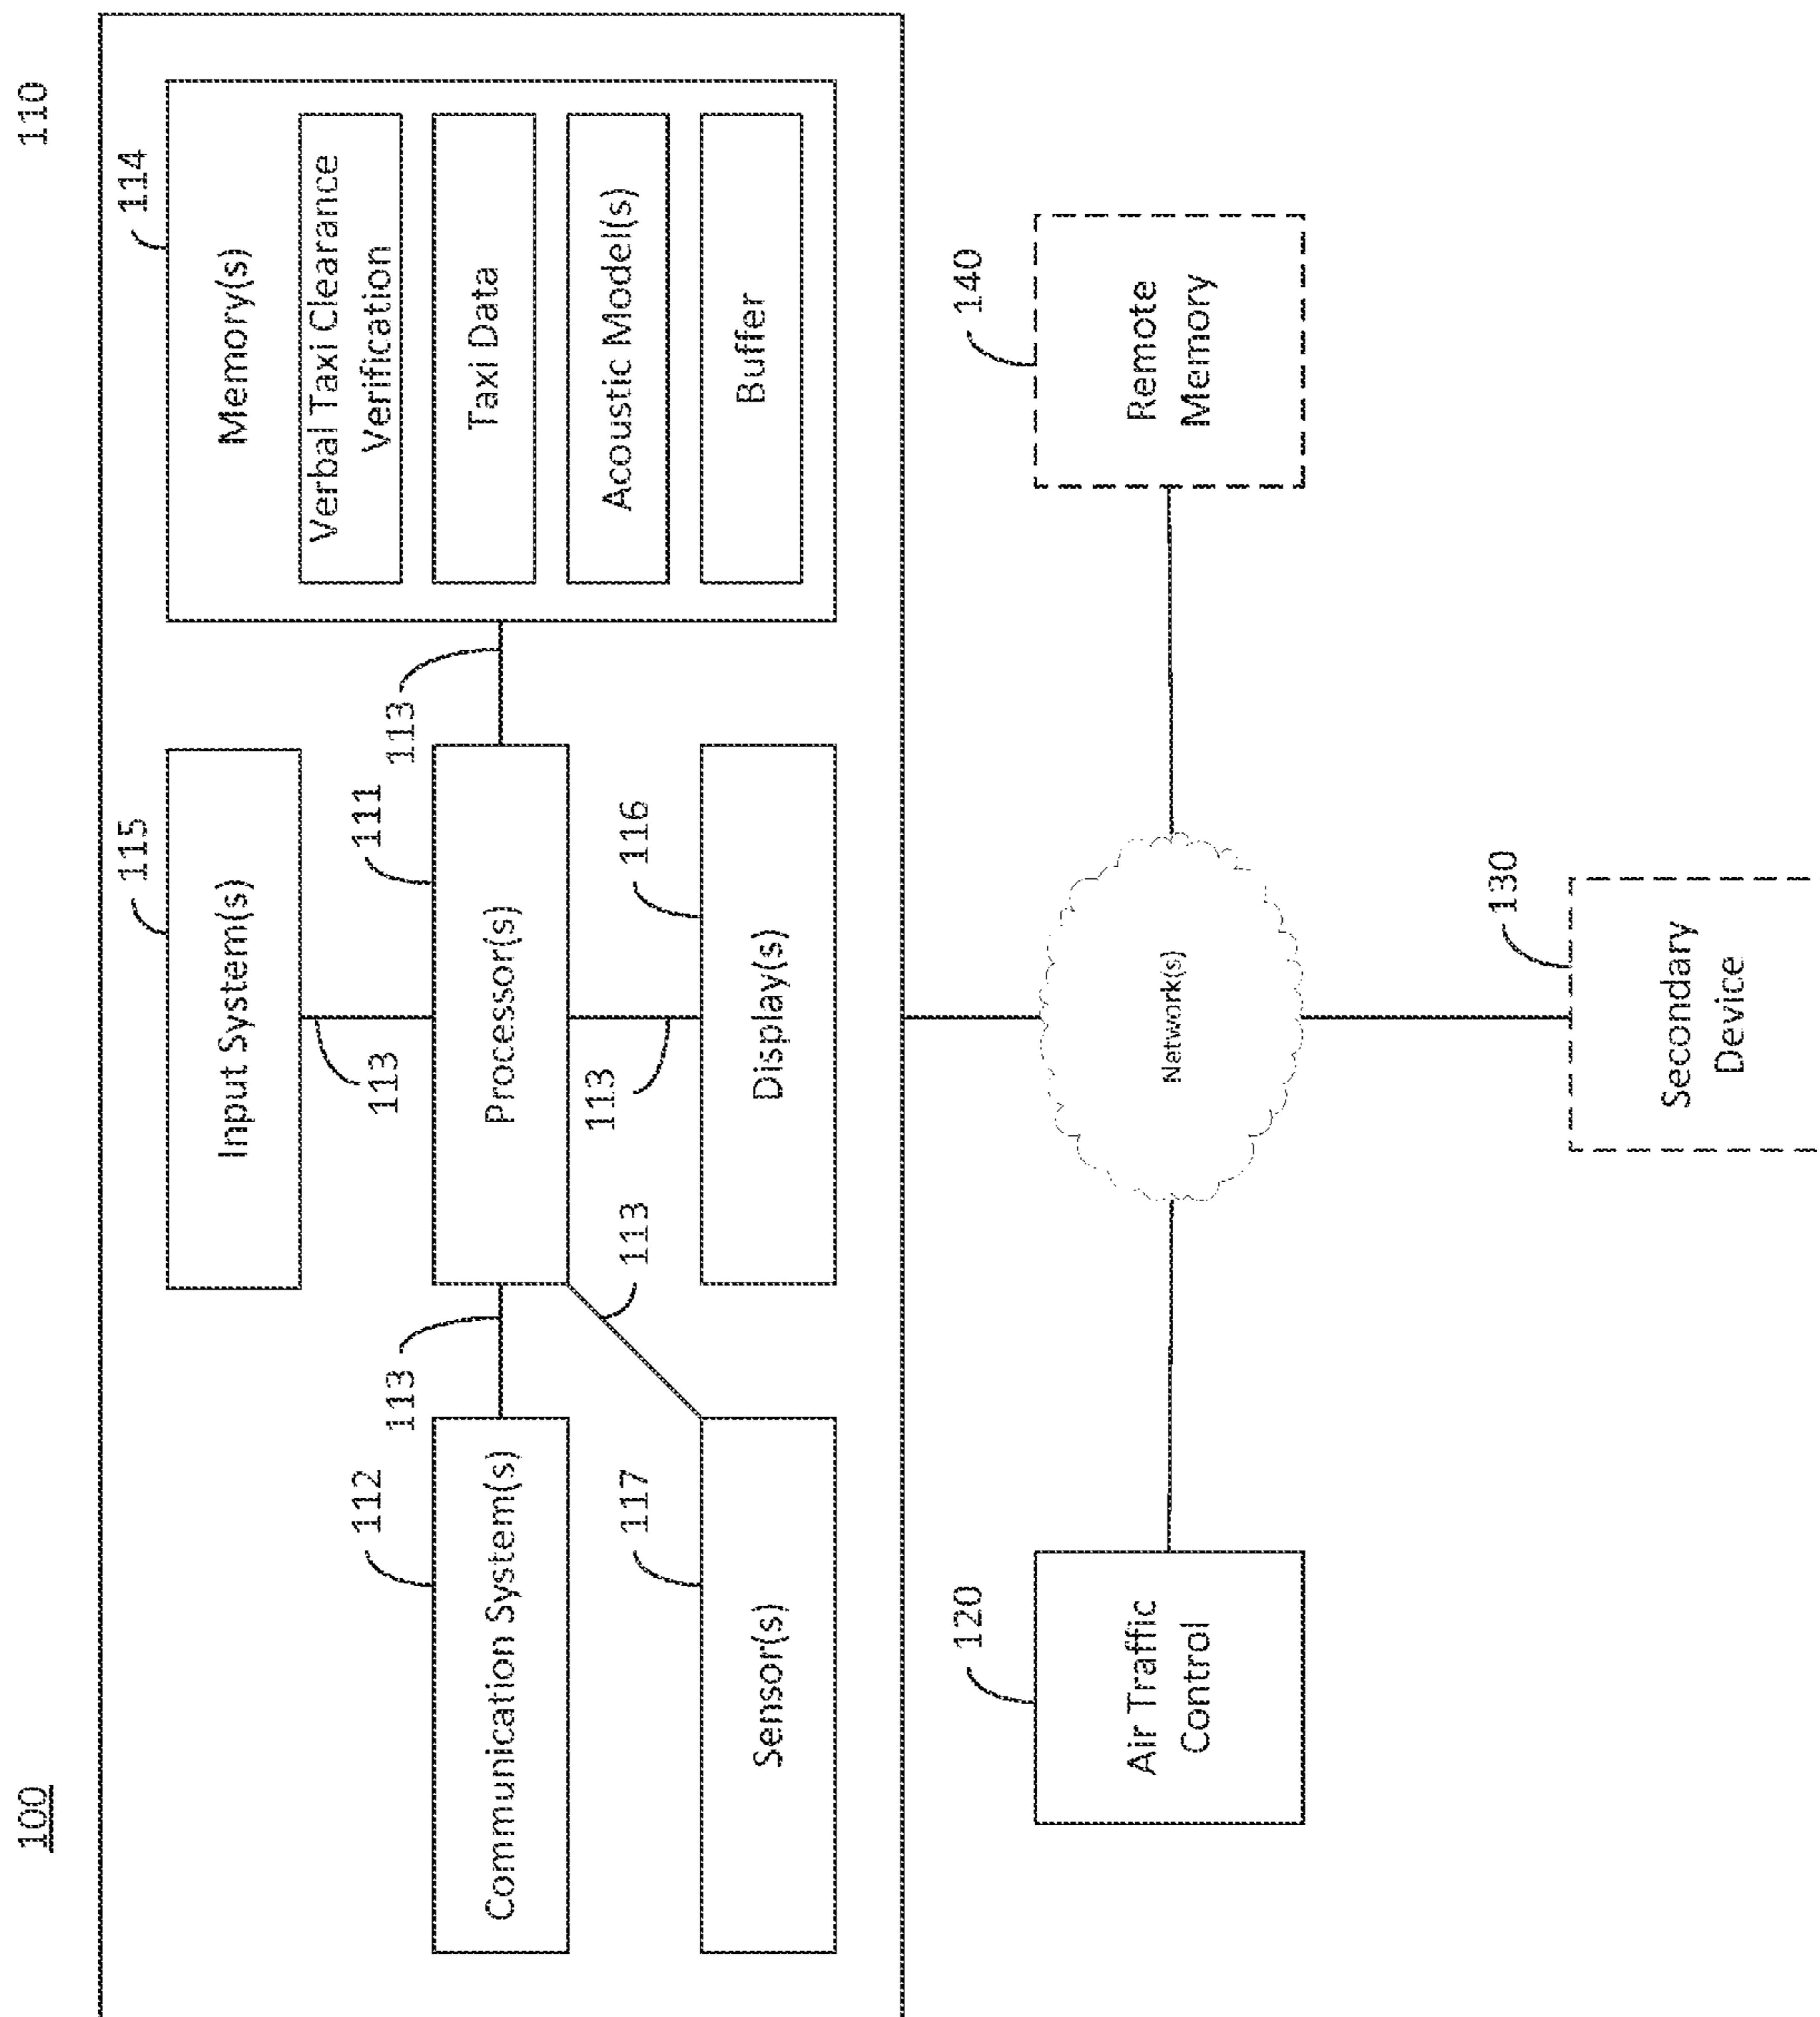 100
110
115
114
Input System(s)
Memory(s)
Verbal Taxi Clearance
Verification
112
113
113
111
113
Communication System(s)
Processor(s)
Taxi Data
117
113
113
116
Acoustic Model(s)
Sensor(s)
Display(s)
Buffer
120
140
Air Traffic
Control
Network(s)
Remote
Memory
130
Secondary
Device